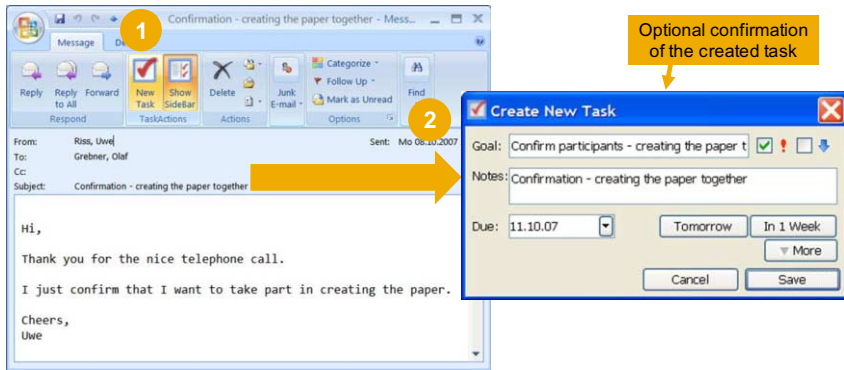 Confirmation - creating the paper together - Mess...
1
Message
Reply
Reply to All
Forward
Respond
New Task
Show SideBar
TaskActions
Delete
Actions
Junk E-mail
Categorize
Follow Up
Mark as Unread
Options
Find
2
From: Riss, Uwe
Sent: Mo 08.10.2007
To: Grebner, Olaf
Cc:
Subject: Confirmation - creating the paper together
Hi,
Thank you for the nice telephone call.
I just confirm that I want to take part in creating the paper.
Cheers,
Uwe
Optional confirmation
of the created task
Create New Task
Goal: Confirm participants - creating the paper t
Notes: Confirmation - creating the paper together
Due: 11.10.07
Tomorrow
In 1 Week
More
Cancel
Save